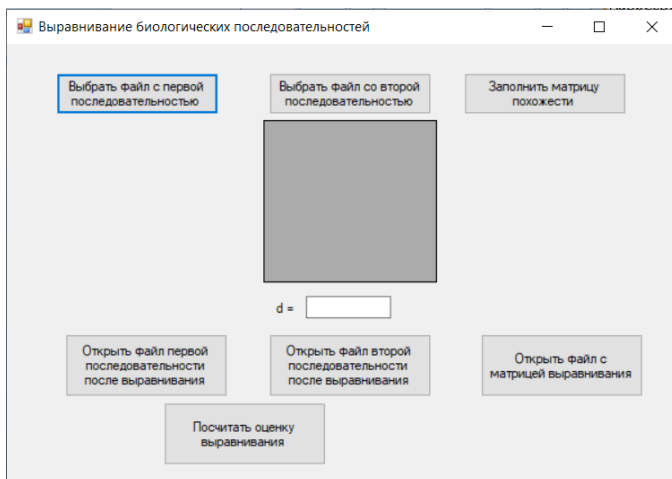 Выравнивание биологических последовательностей
Выбрать файл с первой
последовательностью
Выбрать файл со второй
последовательностью
Заполнить матрицу
похожести
d =
Открыть файл первой
последовательности
после выравнивания
Открыть файл второй
последовательности
после выравнивания
Открыть файл с
матрицей выравнивания
Посчитать оценку
выравнивания